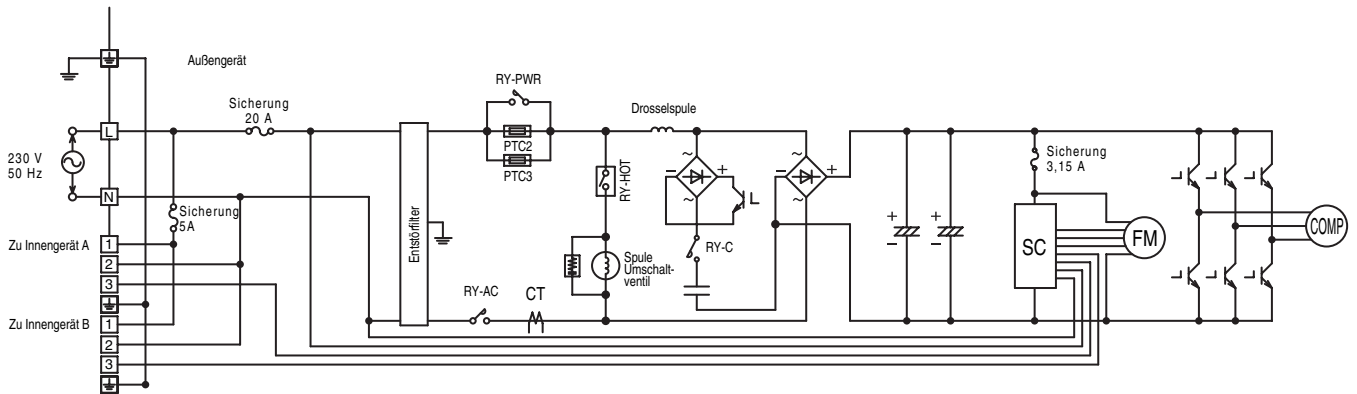 Außengerät
RY-PWR
Sicherung
20 A
Drosselspule
L
PTC2
PTC3
230 V
50 Hz
N
Sicherung
5A
Zu Innengerät A
1
2
3
Zu Innengerät B
1
2
3
Entstörfilter
RY-AC
CT
RY-HOT
Spule
Umschalt-
ventil
~
–
+
~
RY-C
~
–
+
~
+
–
+
–
Sicherung
3,15 A
SC
FM
COMP